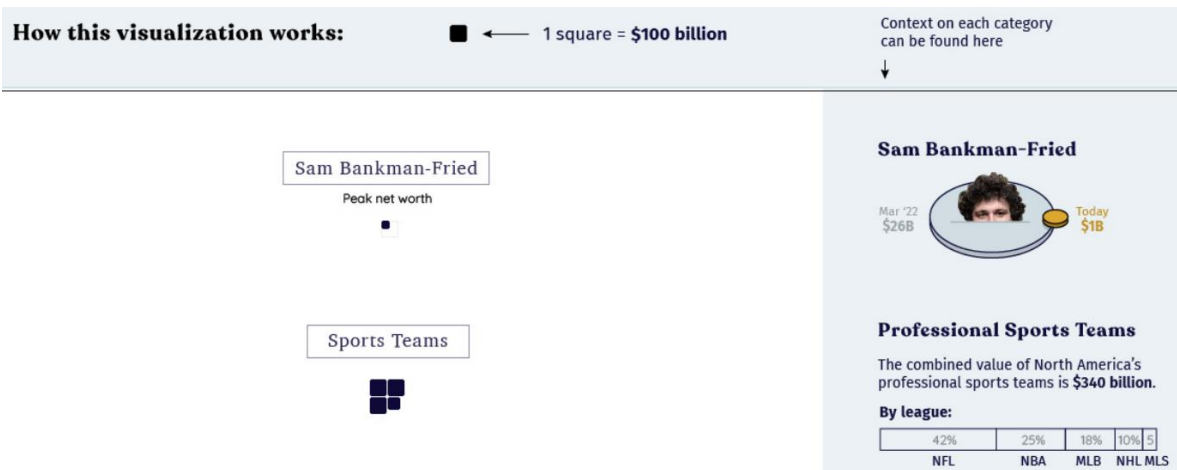 How this visualization works:
1 square = $100 billion
Context on each category
can be found here
Sam Bankman-Fried
Peak net worth
Sam Bankman-Fried
Mar '22
$26B
Today
$1B
Sports Teams
Professional Sports Teams
The combined value of North America's
professional sports teams is $340 billion.
By league:
42% 25% 18% 10% 5
NFL NBA MLB NHL MLS